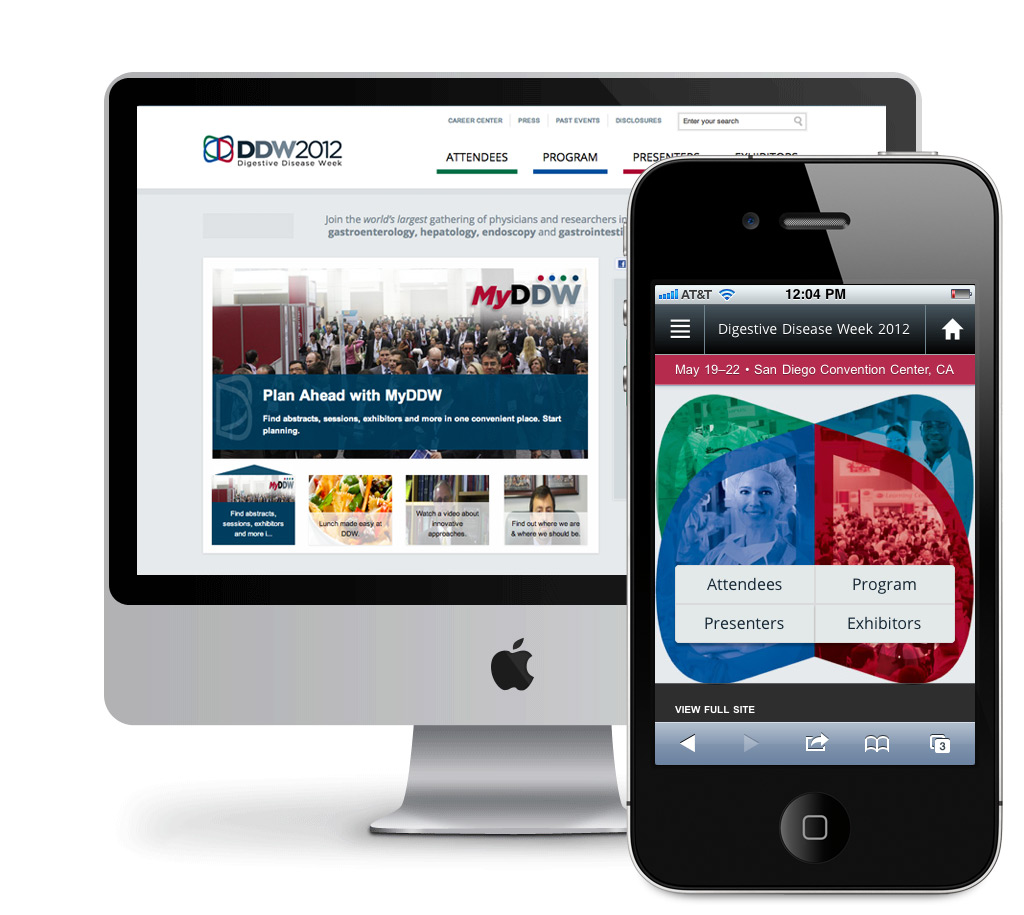 CAREER CENTER PRESS PAST EVENTS DISCLOSURES Enter your search
DDW2012
Digestive Disease Week
ATTENDEES PROGRAM PRESENTERS EXHIBITORS
Join the world's largest gathering of physicians and researchers in
gastroenterology, hepatology, endoscopy and
MyDDW
Plan Ahead with MyDDW
Find abstracts, sessions, exhibitors and more in one convenient place. Start
planning.
MyDDW
Find abstracts,
sessions, exhibitors
and more i...
Lunch made easy at
DDW.
Watch a video about
innovative
approaches.
Find out where we are
& where we should be.
AT&T 12:04 PM
Digestive Disease Week 2012
May 19–22 • San Diego Convention Center, CA
Attendees Program
Presenters Exhibitors
VIEW FULL SITE
3